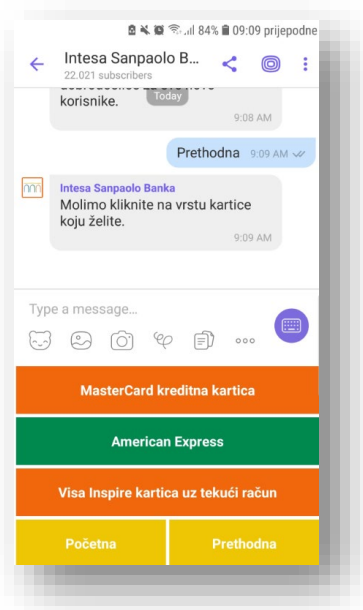 84% 09:09 prijepodne
Intesa Sanpaolo B...
22.021 subscribers
Today
korisnike.
9:08 AM
Prethodna 9:09 AM
Intesa Sanpaolo Banka
Molimo kliknite na vrstu kartice
koju želite.
9:09 AM
Type a message...
MasterCard kreditna kartica
American Express
Visa Inspire kartica uz tekući račun
Početna
Prethodna